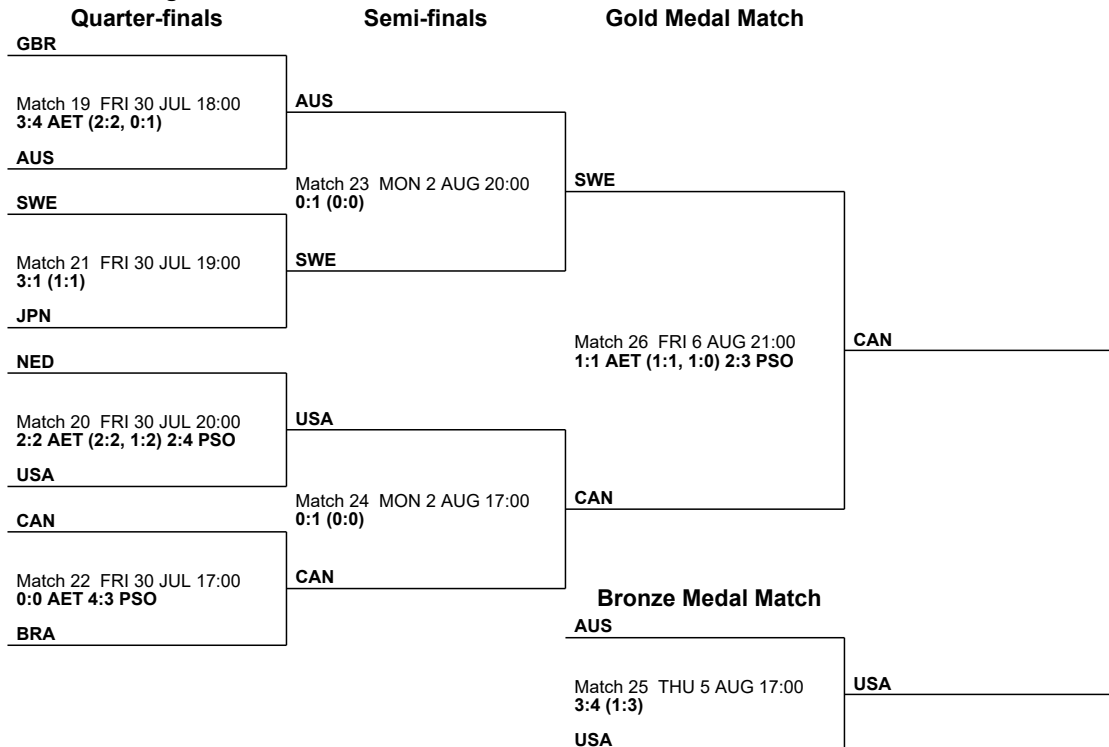 Quarter-finals
Semi-finals
Gold Medal Match
GBR
Match 19 FRI 30 JUL 18:00
3:4 AET (2:2, 0:1)
AUS
AUS
Match 23 MON 2 AUG 20:00
0:1 (0:0)
SWE
SWE
Match 21 FRI 30 JUL 19:00
3:1 (1:1)
SWE
JPN
Match 26 FRI 6 AUG 21:00
1:1 AET (1:1, 1:0) 2:3 PSO
CAN
NED
Match 20 FRI 30 JUL 20:00
2:2 AET (2:2, 1:2) 2:4 PSO
USA
USA
Match 24 MON 2 AUG 17:00
0:1 (0:0)
CAN
CAN
Match 22 FRI 30 JUL 17:00
0:0 AET 4:3 PSO
CAN
BRA
Bronze Medal Match
AUS
Match 25 THU 5 AUG 17:00
3:4 (1:3)
USA
USA